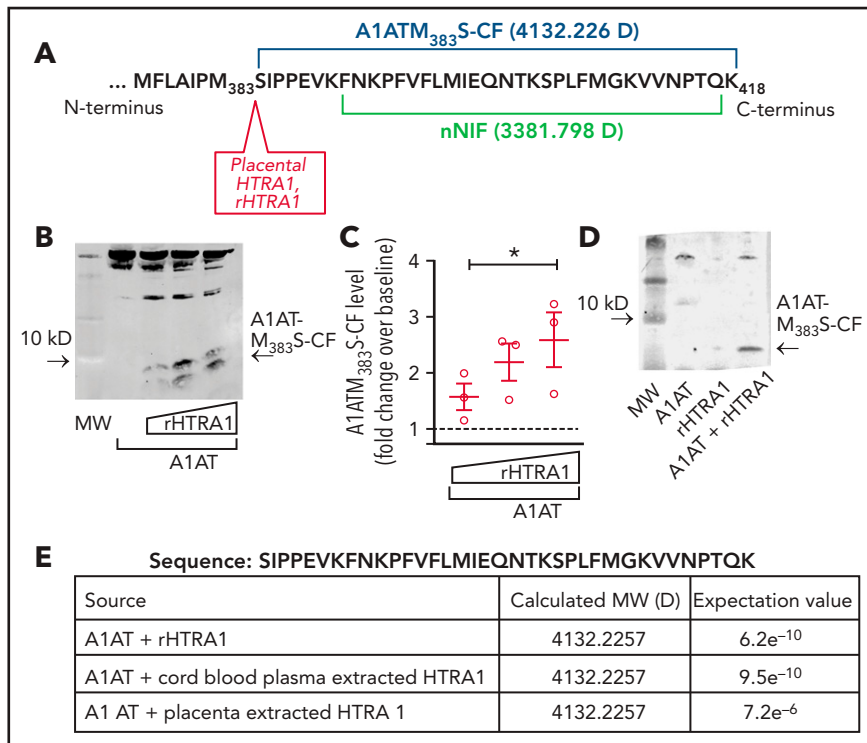 A
A1ATM383S-CF (4132.226 D)
... MFLAIPM383SIPPEVKFNKPFVFLMIEQNTKSPLFMGKVVNPTQK418
N-terminus
C-terminus
nNIF (3381.798 D)
Placental
HTRA1,
rHTRA1
B
10 kD
A1AT-
M383S-CF
MW
rHTRA1
A1AT
C
A1ATM383S-CF level
(fold change over baseline)
4
3
2
1
*
rHTRA1
A1AT
D
10 kD
A1AT-
M383S-CF
MW
A1AT
rHTRA1
A1AT + rHTRA1
E
Sequence: SIPPEVKFNKPFVFLMIEQNTKSPLFMGKVVNPTQK
Source Calculated MW (D) Expectation value
A1AT + rHTRA1 4132.2257 6.2e–10
A1AT + cord blood plasma extracted HTRA1 4132.2257 9.5e–10
A1 AT + placenta extracted HTRA 1 4132.2257 7.2e–6